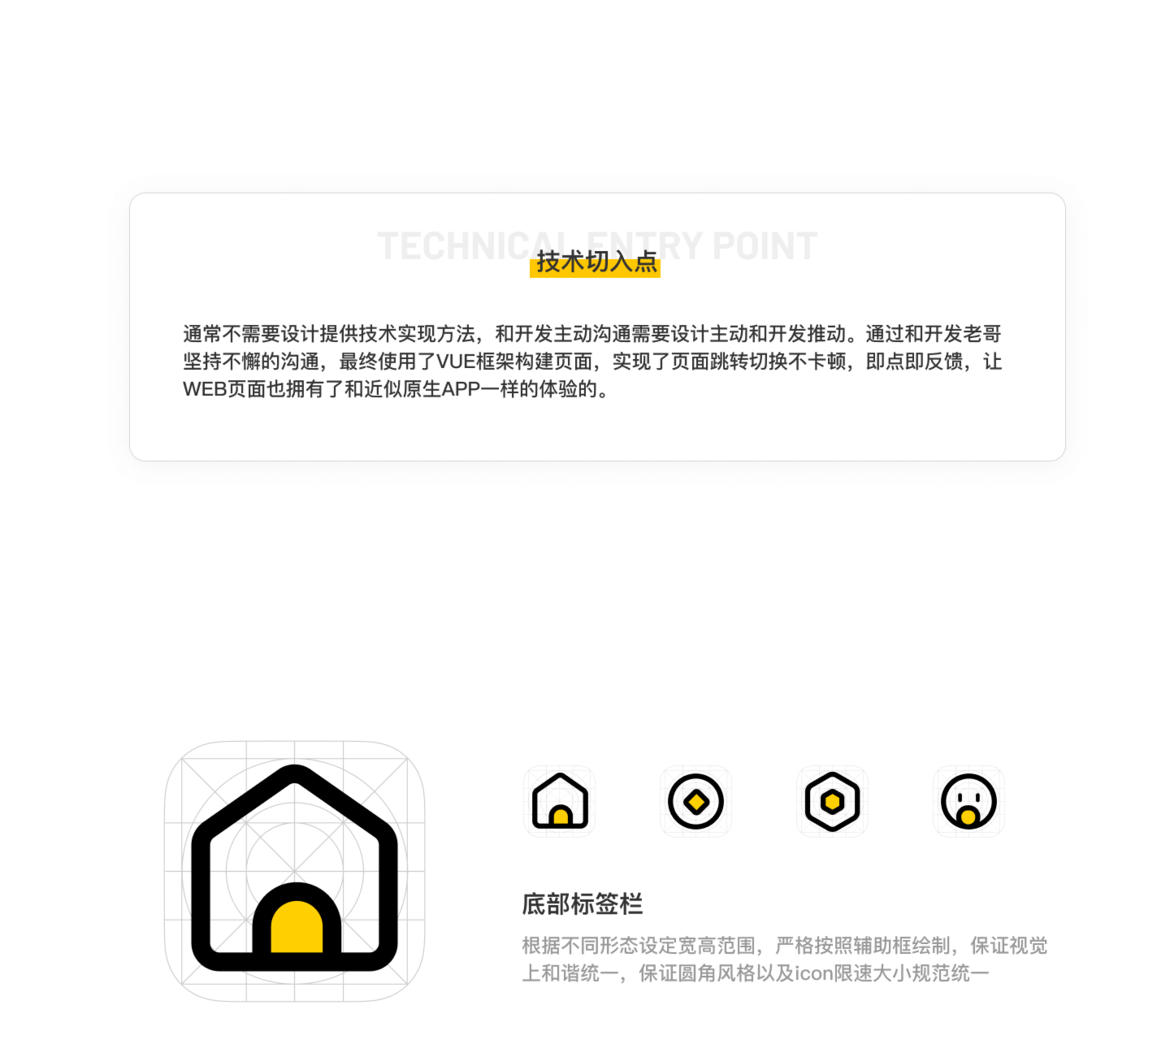 TECHNICAL ENTRY POINT
技术切入点
通常不需要设计提供技术实现方法，和开发主动沟通需要设计主动和开发推动。通过和开发老哥
坚持不懈的沟通，最终使用了VUE框架构建页面，实现了页面跳转切换不卡顿，即点即反馈，让
WEB页面也拥有了和近似原生APP一样的体验的。
底部标签栏
根据不同形态设定宽高范围，严格按照辅助框绘制，保证视觉
上和谐统一，保证圆角风格以及icon限速大小规范统一